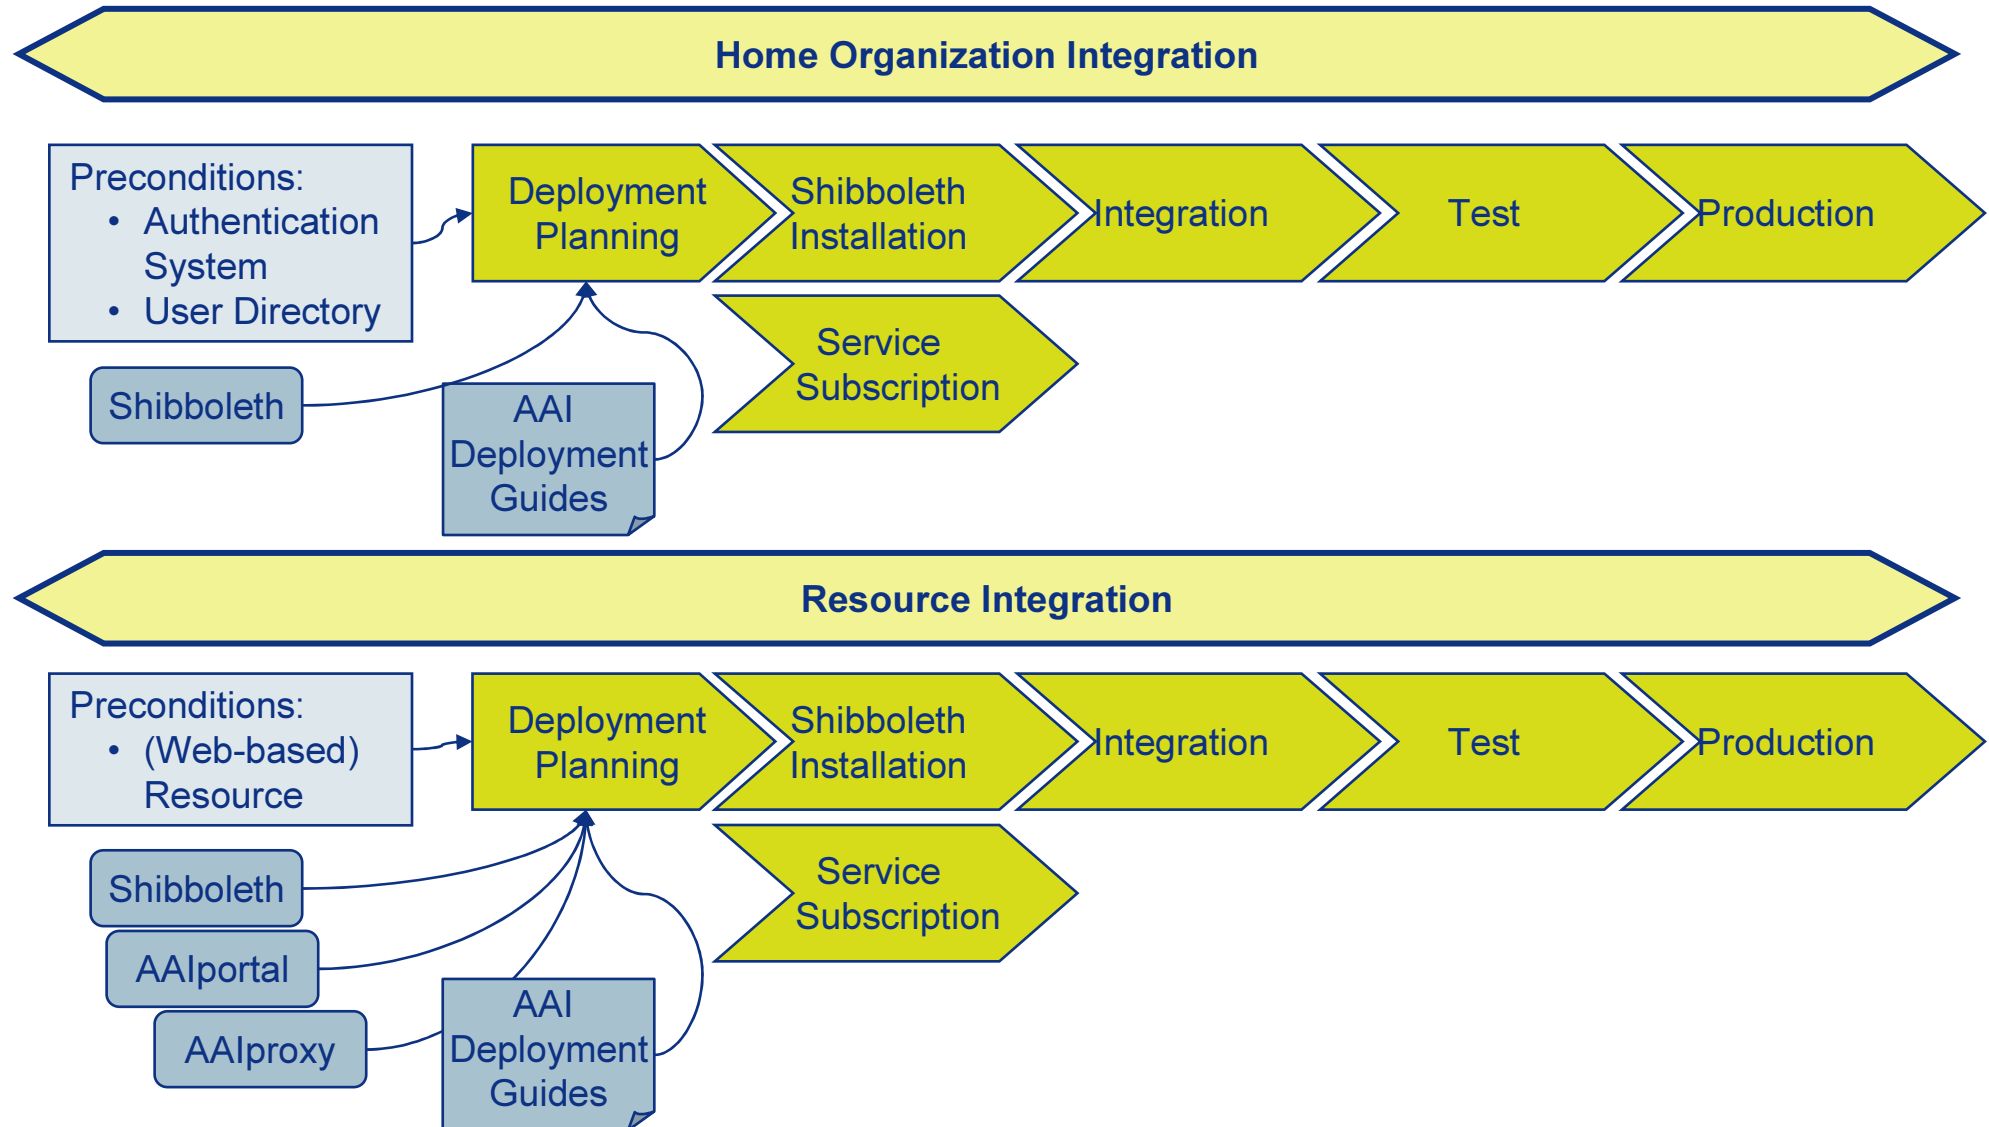 Home Organization Integration
Preconditions:
• Authentication
System
• User Directory
Deployment
Planning
Shibboleth
Installation
Integration
Test
Production
Service
Subscription
Shibboleth
AAI
Deployment
Guides
Resource Integration
Preconditions:
• (Web-based)
Resource
Deployment
Planning
Shibboleth
Installation
Integration
Test
Production
Service
Subscription
Shibboleth
AAIportal
AAIproxy
AAI
Deployment
Guides